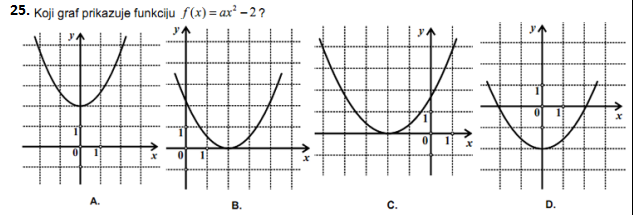 25. Koji graf prikazuje funkciju f(x) = ax² – 2?
y y y y
1 1 1 1
0 1 x 0 1 x 0 1 x 0 1 x
A. B. C. D.